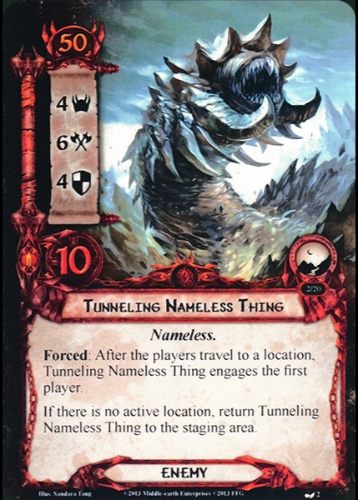 50
4
6
4
10
2/20
TUNNELING NAMELESS THING
Nameless.
Forced: After the players travel to a location,
Tunneling Nameless Thing engages the first
player.
If there is no active location, return Tunneling
Nameless Thing to the staging area.
ENEMY
Illus. Sandara Tang ©2013 Middle-earth Enterprises ©2013 FFG 2